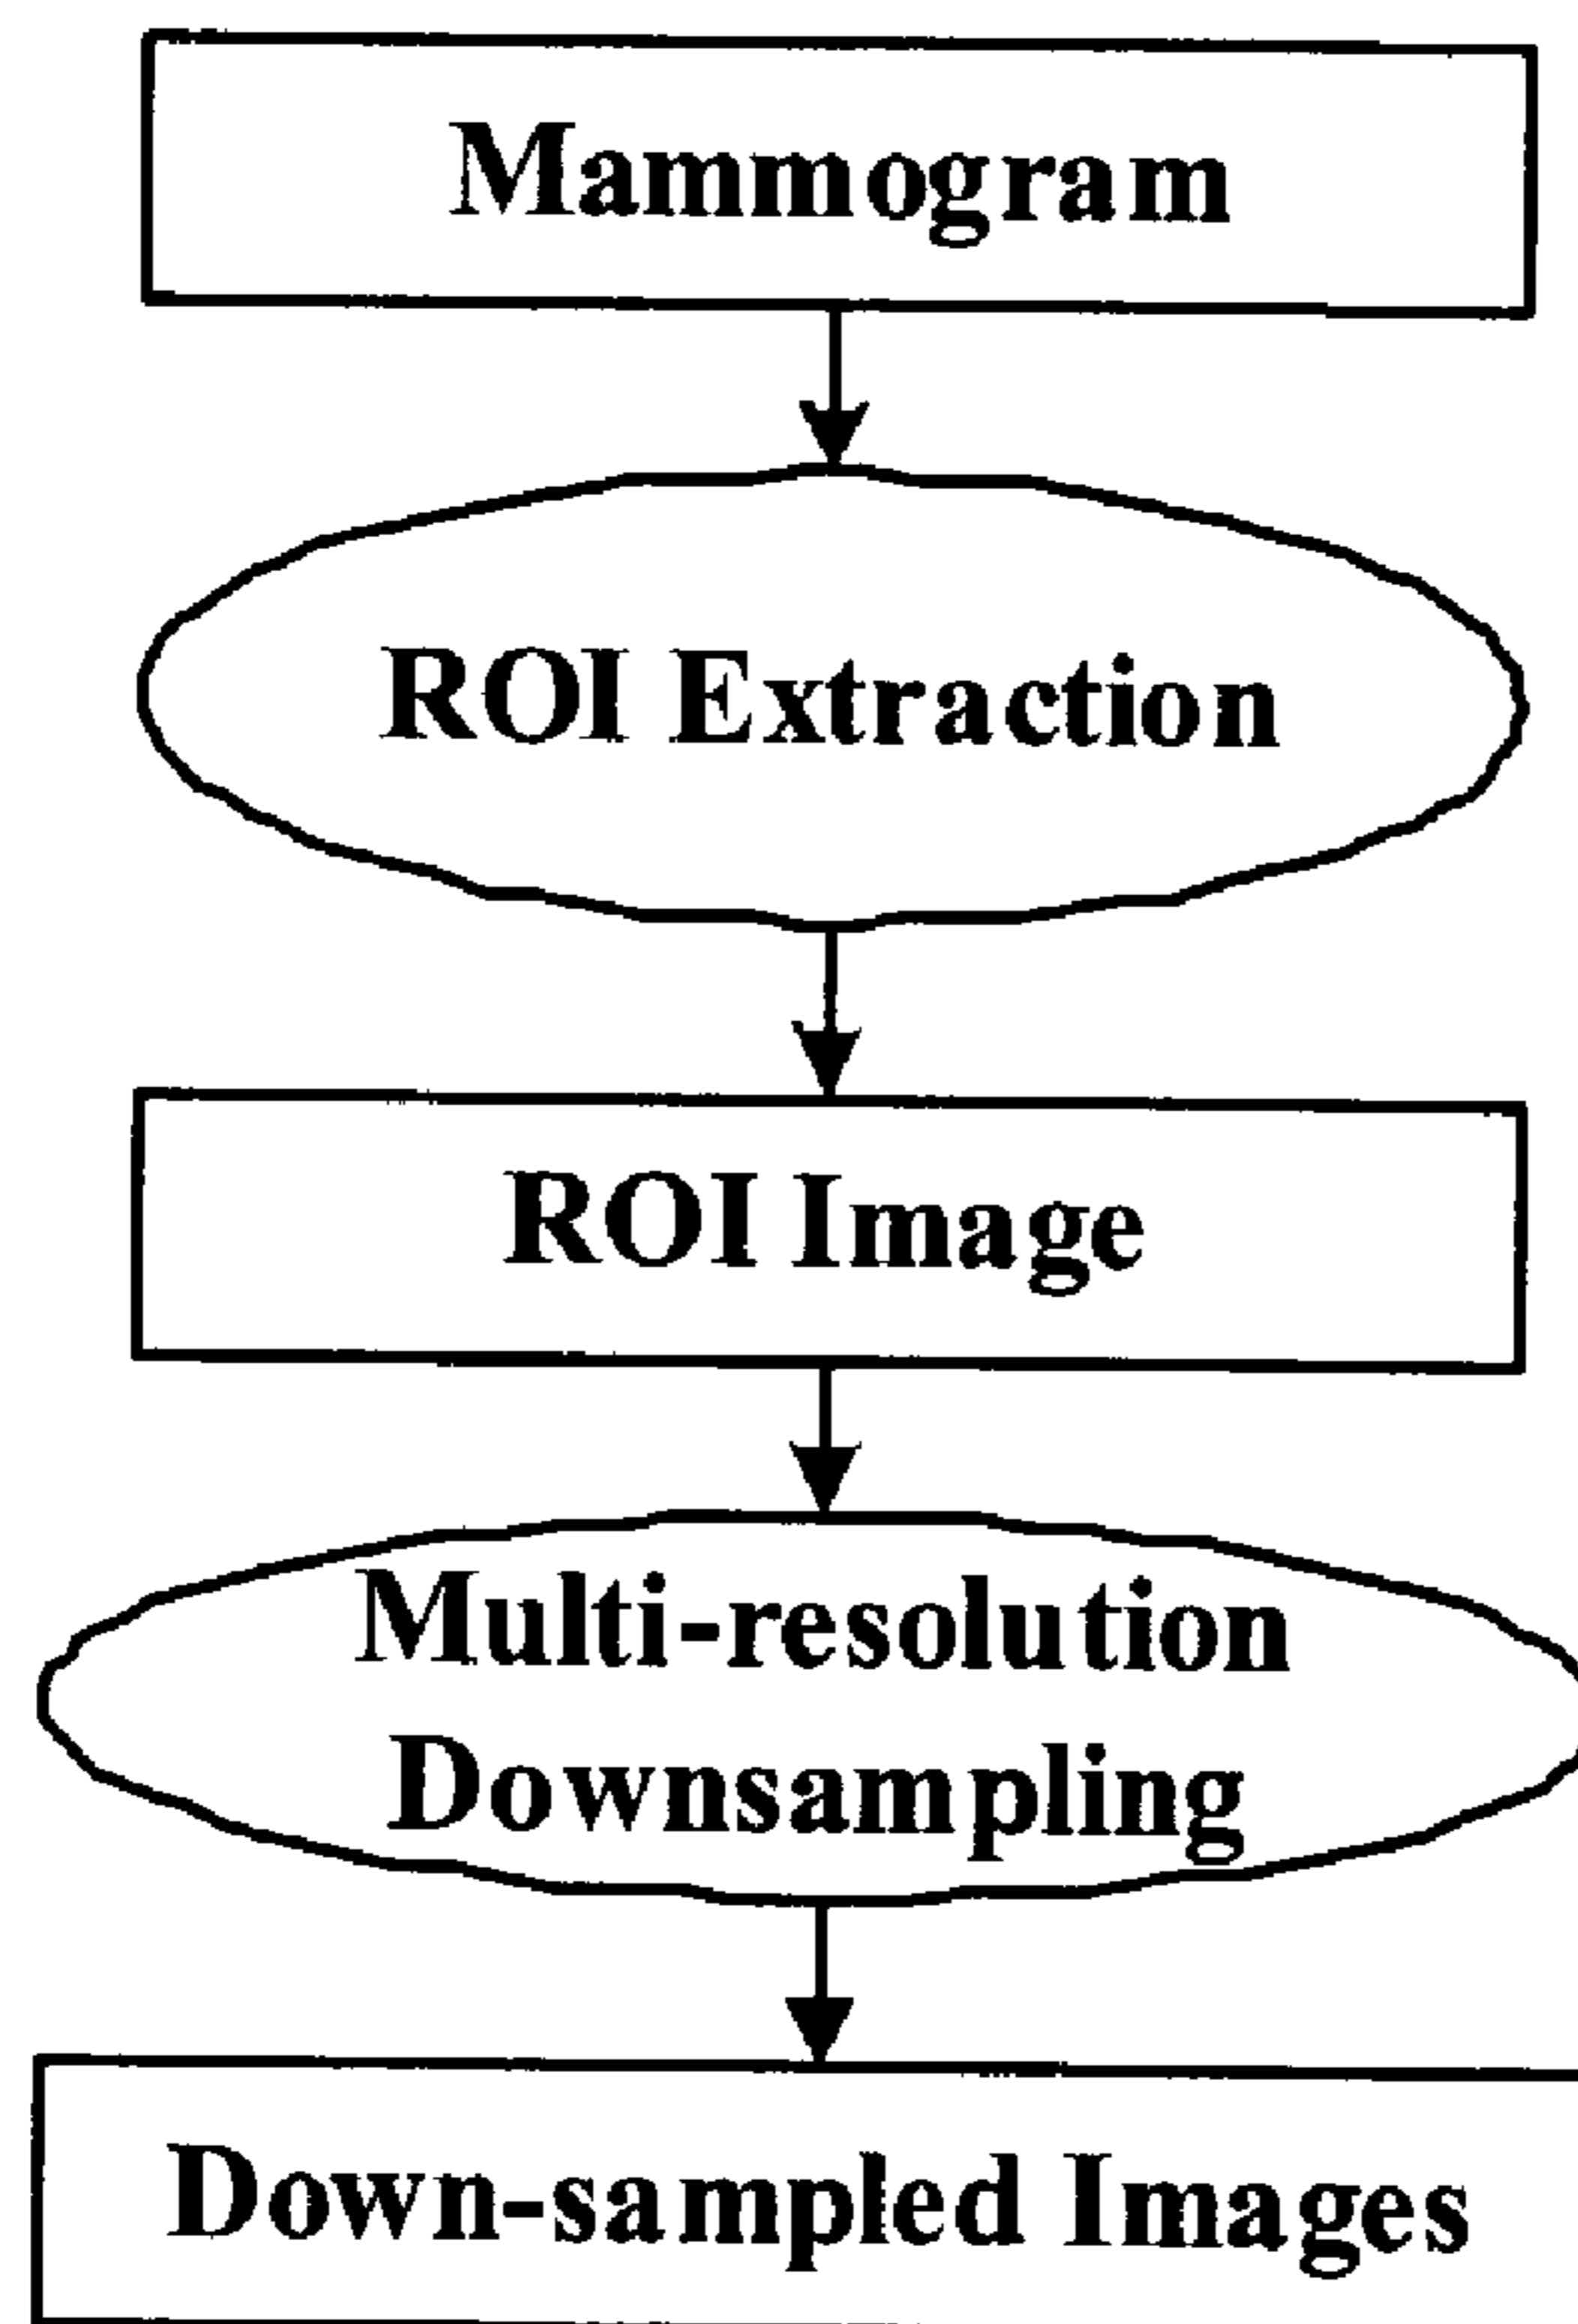 Mammogram
ROI Extraction
ROI Image
Multi-resolution
Downsampling
Down-sampled Images